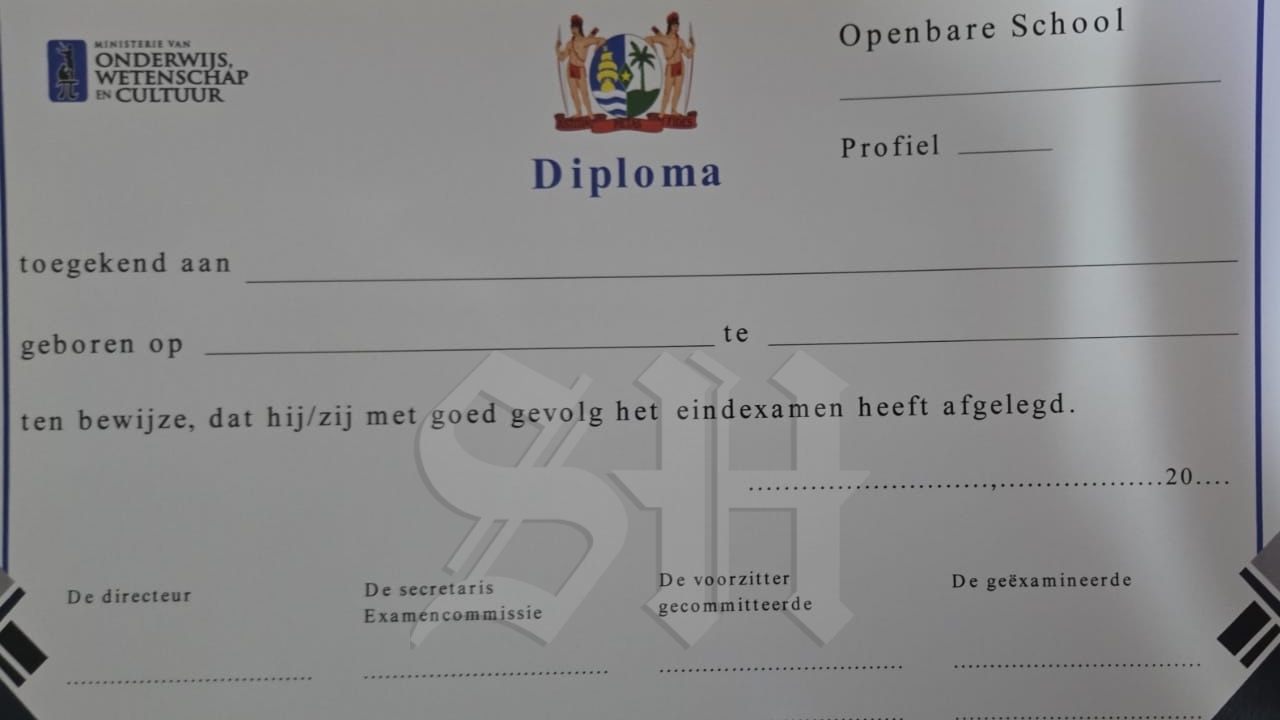 MINISTERIE VAN
ONDERWIJS,
WETENSCHAP
EN CULTUUR
Openbare School
Profiel
Diploma
toegekend aan
geboren op te
ten bewijze, dat hij/zij met goed gevolg het eindexamen heeft afgelegd.
........................,..................20....
SH
De directeur
De secretaris
Examencommissie
De voorzitter
gecommitteerde
De geëxamineerde